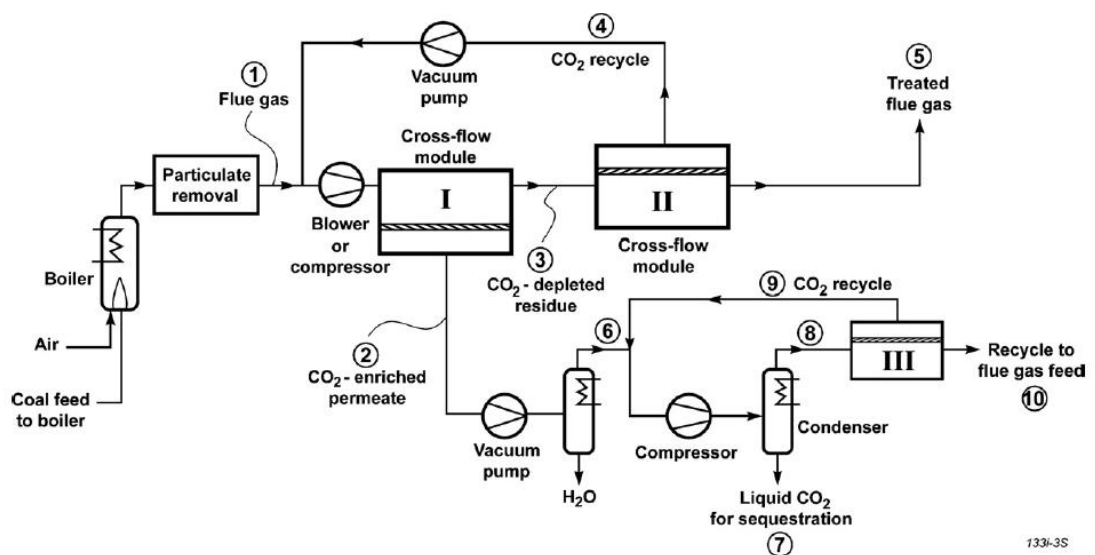 ④
CO₂ recycle
Vacuum
pump
①
Flue gas
⑤
Treated
flue gas
Cross-flow
module
Particulate
removal
I
II
Blower
or
compressor
Cross-flow
module
Boiler
③
CO₂ - depleted
residue
Air
Coal feed
to boiler
②
CO₂ - enriched
permeate
⑨ CO₂ recycle
⑥
⑧
III
Recycle to
flue gas feed
⑩
Vacuum
pump
Compressor
Condenser
H₂O
Liquid CO₂
for sequestration
⑦
133i-3S